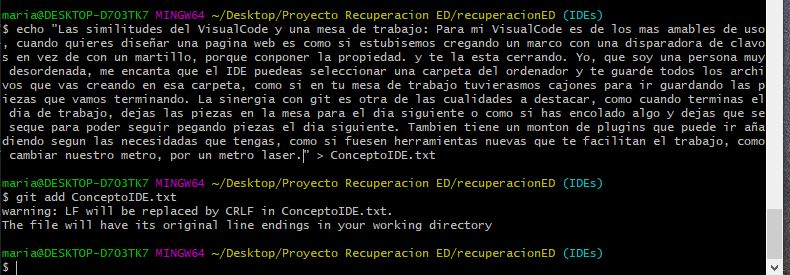 maria@DESKTOP-D703TK7 MINGW64 ~/Desktop/Proyecto Recuperacion ED/recuperacionED (IDEs)
$ echo "Las similitudes del VisualCode y una mesa de trabajo: Para mi VisualCode es de los mas amables de uso
, cuando quieres diseñar una pagina web es como si estubisemos cregando un marco con una disparadora de clavo
s en vez de con un martillo, porque conponer la propiedad. y te la esta cerrando. Yo, que soy una persona muy
 desordenada, me encanta que el IDE puedeas seleccionar una carpeta del ordenador y te guarde todos los archi
vos que vas creando en esa carpeta, como si en tu mesa de trabajo tuvierasmos cajones para ir guardando las p
iezas que vamos terminando. La sinergia con git es otra de las cualidades a destacar, como cuando terminas el
 dia de trabajo, dejas las piezas en la mesa para el dia siguiente o como si has encolado algo y dejas que se
 seque para poder seguir pegando piezas el dia siguiente. Tambien tiene un monton de plugins que puede ir aña
diendo segun las necesidadas que tengas, como si fuesen herramientas nuevas que te facilitan el trabajo, como
 cambiar nuestro metro, por un metro laser." > ConceptoIDE.txt
maria@DESKTOP-D703TK7 MINGW64 ~/Desktop/Proyecto Recuperacion ED/recuperacionED (IDEs)
$ git add ConceptoIDE.txt
warning: LF will be replaced by CRLF in ConceptoIDE.txt.
The file will have its original line endings in your working directory
maria@DESKTOP-D703TK7 MINGW64 ~/Desktop/Proyecto Recuperacion ED/recuperacionED (IDEs)
$